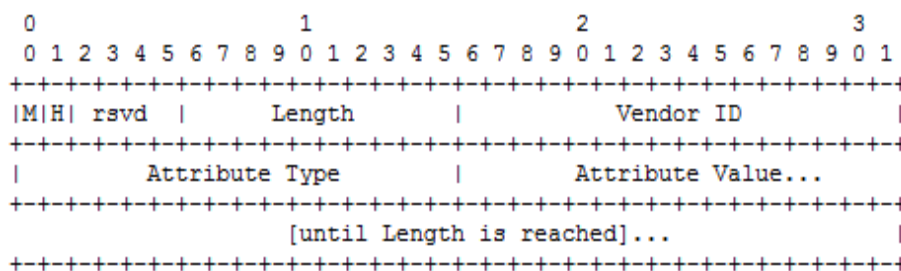 0                   1                   2                   3
0 1 2 3 4 5 6 7 8 9 0 1 2 3 4 5 6 7 8 9 0 1 2 3 4 5 6 7 8 9 0 1
+-+-+-+-+-+-+-+-+-+-+-+-+-+-+-+-+-+-+-+-+-+-+-+-+-+-+-+-+-+-+-+-+
|M|H| rsvd  |      Length       |           Vendor ID           |
+-+-+-+-+-+-+-+-+-+-+-+-+-+-+-+-+-+-+-+-+-+-+-+-+-+-+-+-+-+-+-+-+
|         Attribute Type        |        Attribute Value...
+-+-+-+-+-+-+-+-+-+-+-+-+-+-+-+-+-+-+-+-+-+-+-+-+-+-+-+-+-+-+-+-+
[until Length is reached]...                |
+-+-+-+-+-+-+-+-+-+-+-+-+-+-+-+-+-+-+-+-+-+-+-+-+-+-+-+-+-+-+-+-+